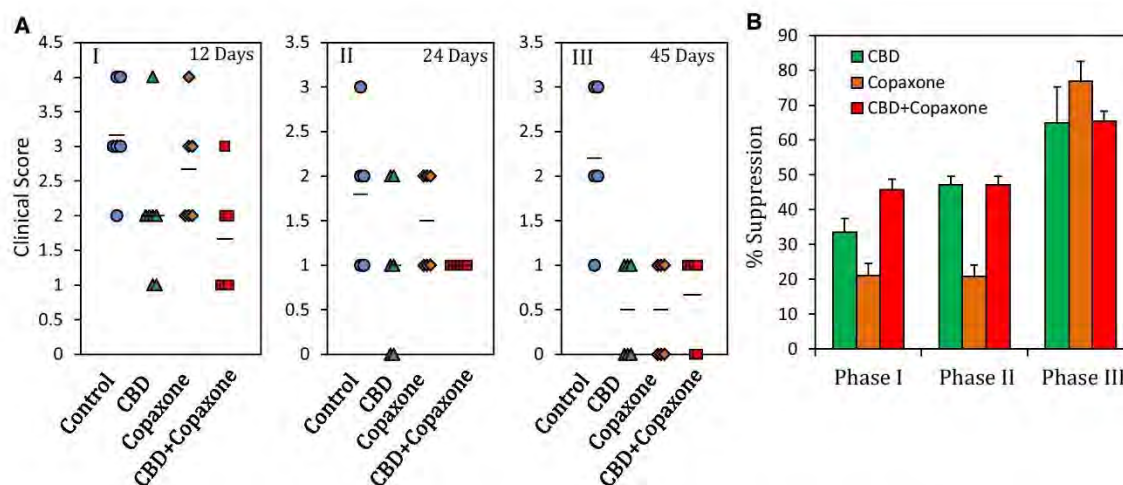 A
B
I
12 Days
II
24 Days
III
45 Days
Clinical Score
4.5
4
3.5
3
2.5
2
1.5
1
0.5
0
3.5
3
2.5
2
1.5
1
0.5
0
3.5
3
2.5
2
1.5
1
0.5
0
Control
CBD
Copaxone
CBD+Copaxone
Control
CBD
Copaxone
CBD+Copaxone
Control
CBD
Copaxone
CBD+Copaxone
% Suppression
90
80
70
60
50
40
30
20
10
0
CBD
Copaxone
CBD+Copaxone
Phase I
Phase II
Phase III